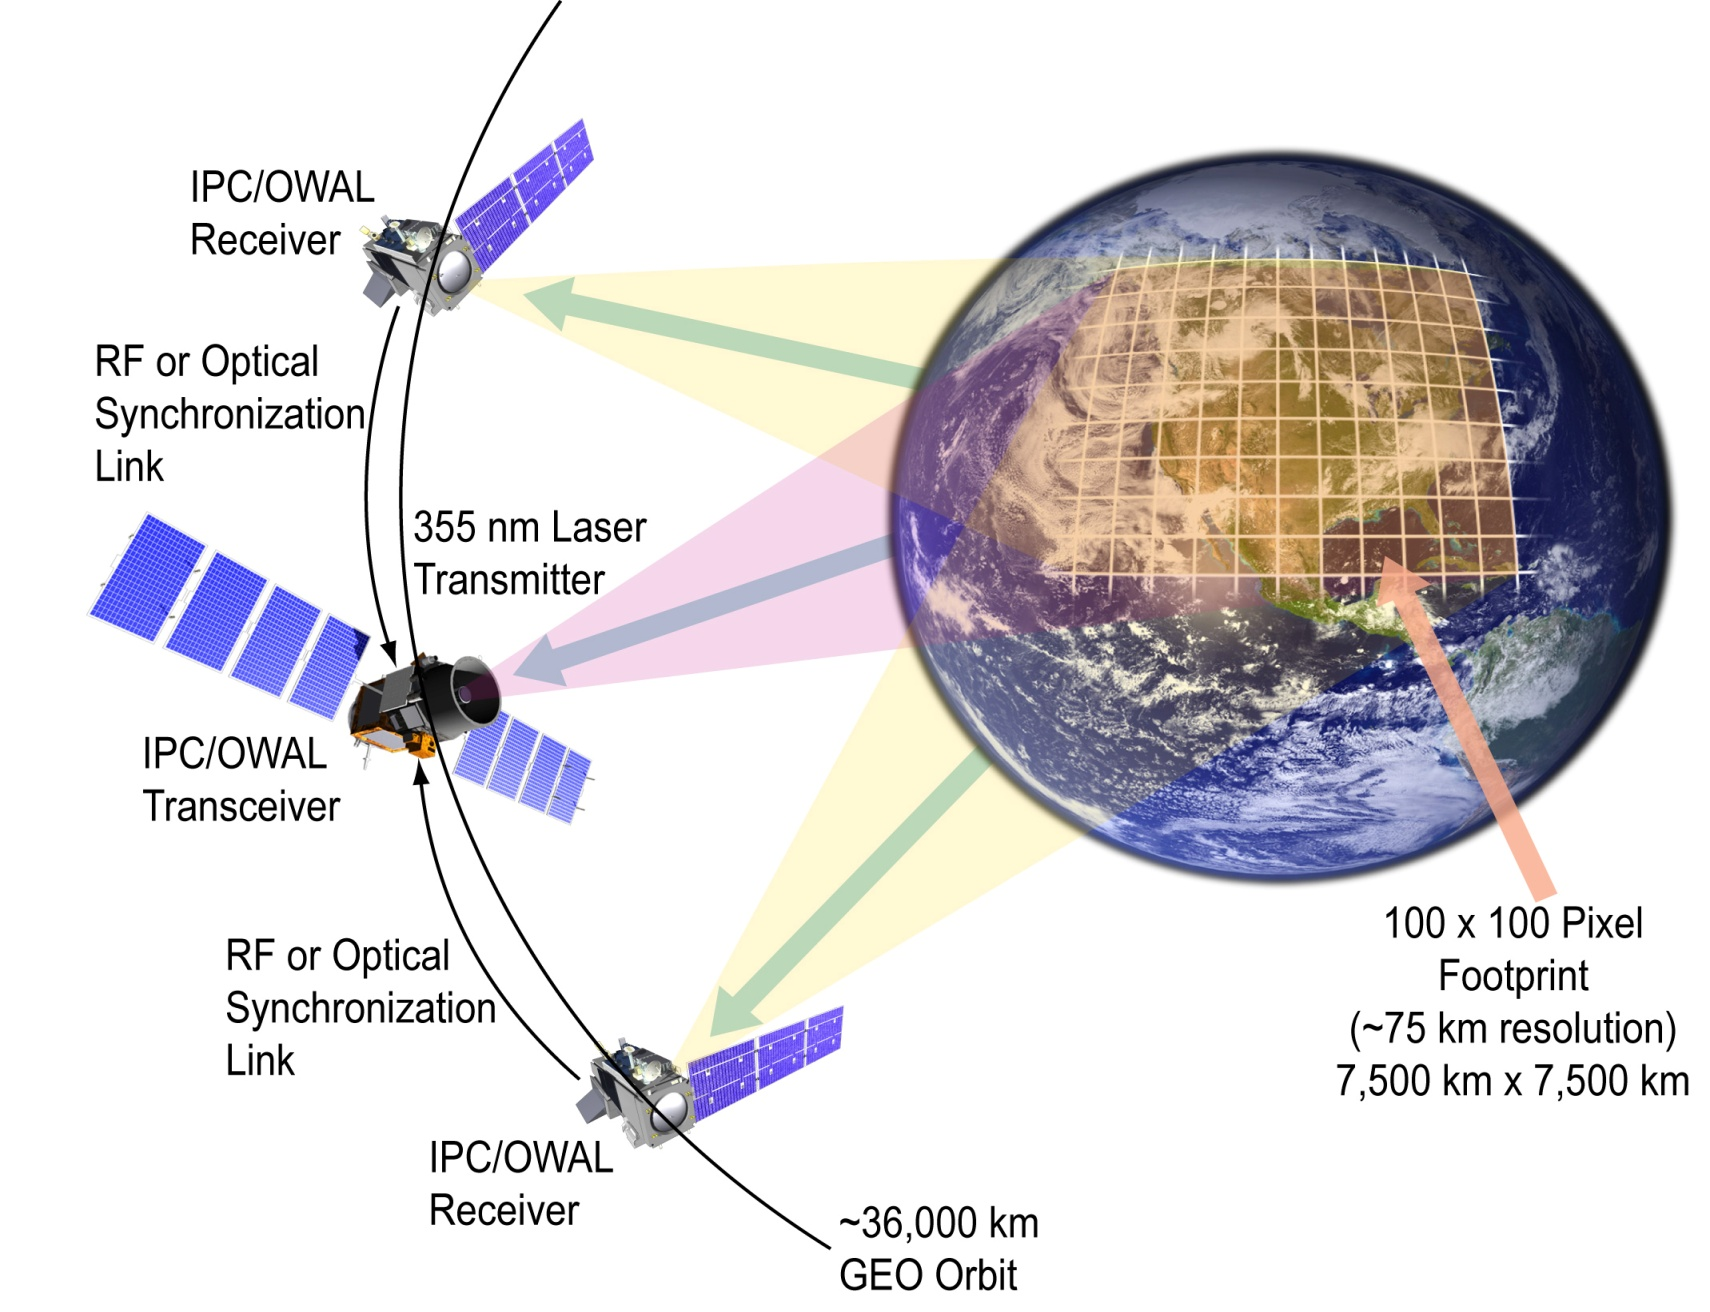 IPC/OWAL
Receiver
RF or Optical
Synchronization
Link
355 nm Laser
Transmitter
IPC/OWAL
Transceiver
RF or Optical
Synchronization
Link
IPC/OWAL
Receiver
~36,000 km
GEO Orbit
100 x 100 Pixel
Footprint
(~75 km resolution)
7,500 km x 7,500 km